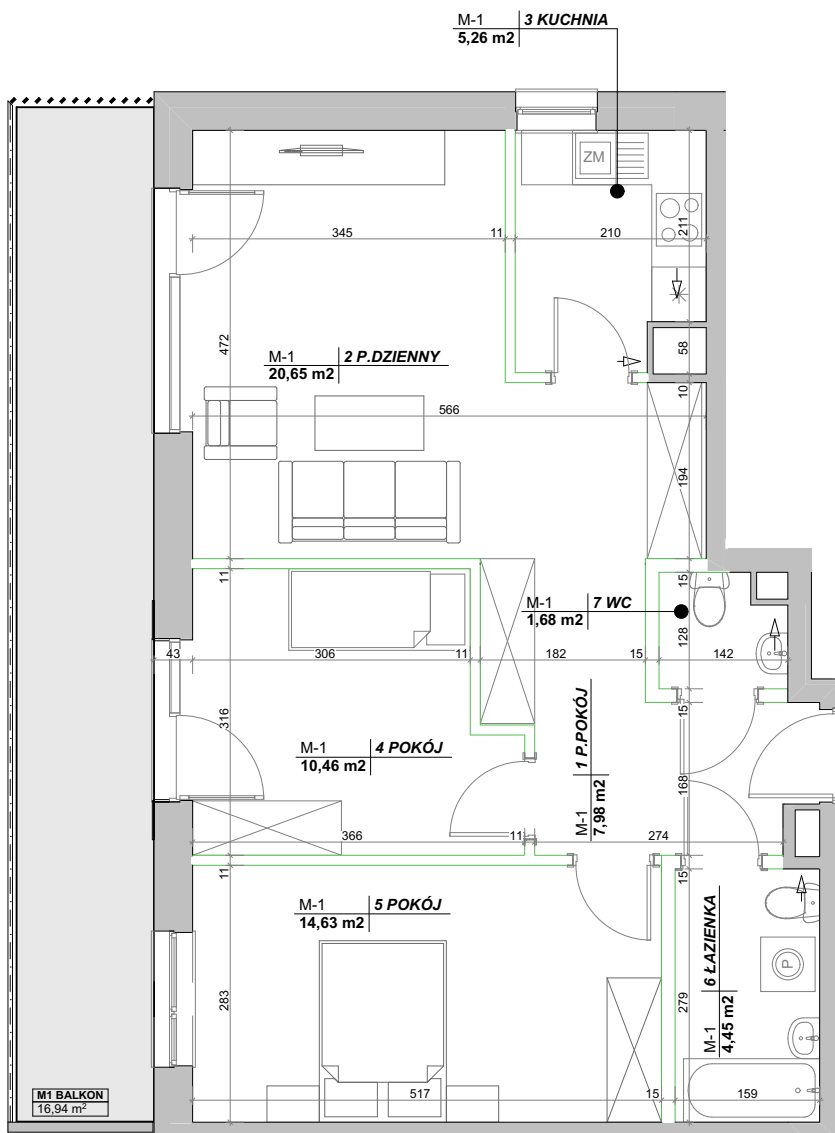 M-1 3 KUCHNIA
5,26 m2
ZM
345 11 210 211
472
M-1 2 P.DZIENNY
20,65 m2
58
10
566
194
11
15
M-1 7 WC
1,68 m2
128
43 306 11 182 15 142
316
15
M-1 4 POKÓJ
10,46 m2
M-1 1 P.POKÓJ
7,98 m2
168
366 11 274
11
15
M-1 5 POKÓJ
14,63 m2
M-1 6 ŁAZIENKA
4,45 m2
P
283
279
517 15 159
M1 BALKON
16,94 m²